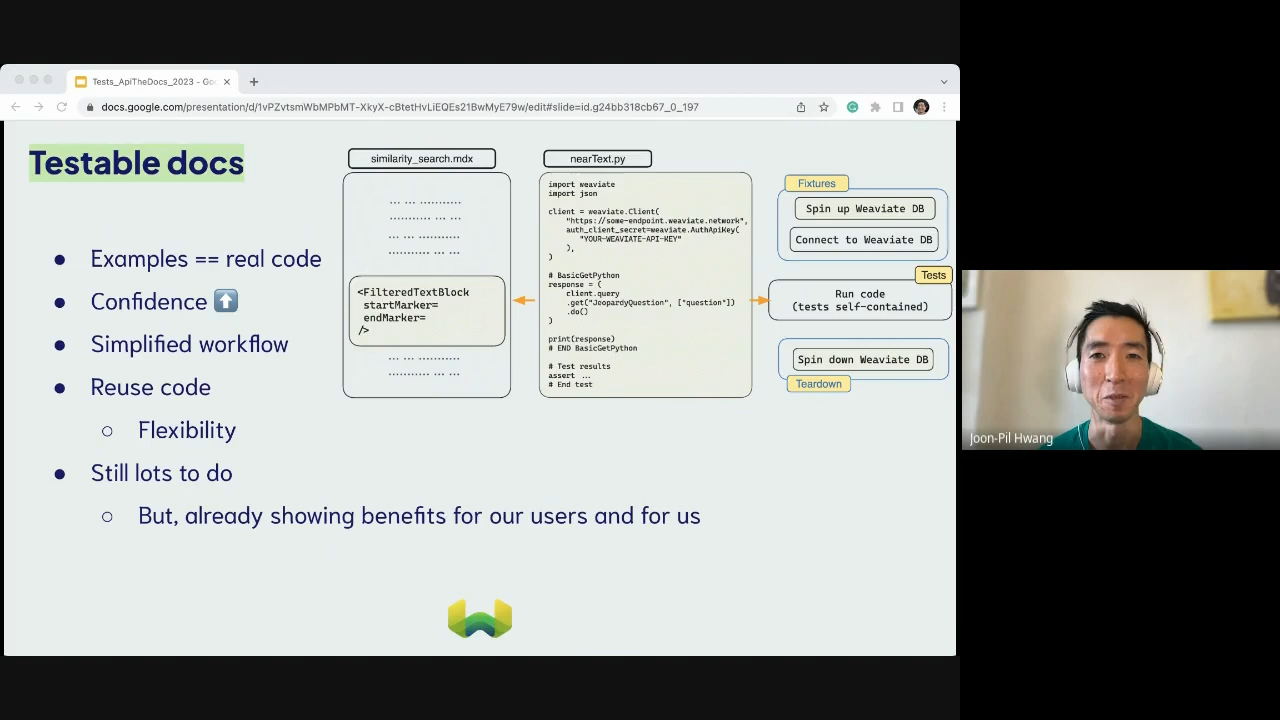 Tests_ApiTheDocs_2023 - Goo
docs.google.com/presentation/d/1vPZvtsmWbMPbMT-XkyX-cBtetHvLiEQEs21BwMyE79w/edit#slide=id.g24bb318cb67_0_197
Testable docs
● Examples == real code
● Confidence ⬆️
● Simplified workflow
● Reuse code
○ Flexibility
● Still lots to do
○ But, already showing benefits for our users and for us
similarity_search.mdx
... ... ...........
........... ... ...
... ... ...........
........... ... ...
<FilteredTextBlock
startMarker=
endMarker=
/>
... ... ...........
........... ... ...
nearText.py
import weaviate
import json
client = weaviate.Client(
"https://some-endpoint.weaviate.network",
auth_client_secret=weaviate.AuthApiKey(
"YOUR-WEAVIATE-API-KEY"
),
)
# BasicGetPython
response = (
client.query
.get("JeopardyQuestion", ["question"])
.do()
)
print(response)
# END BasicGetPython
# Test results
assert ...
# End test
Fixtures
Spin up Weaviate DB
Connect to Weaviate DB
Tests
Run code
(tests self-contained)
Spin down Weaviate DB
Teardown
Joon-Pil Hwang